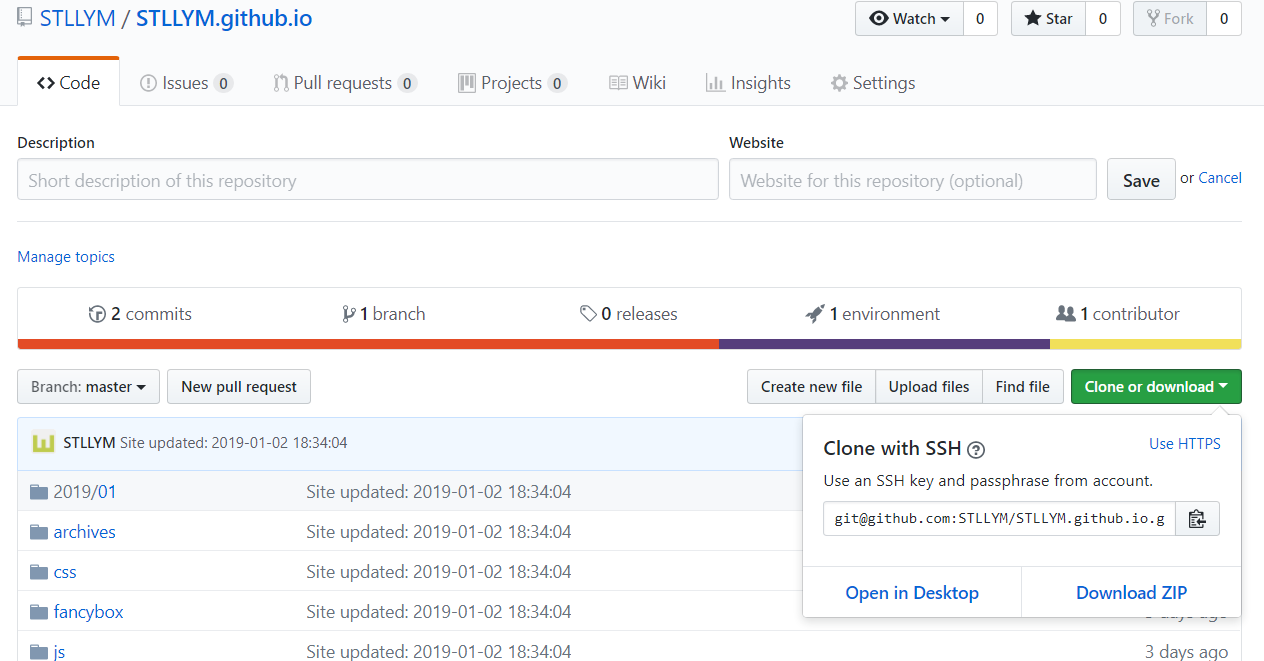 STLLYM / STLLYM.github.io Watch 0 Star 0 Fork 0
Code Issues 0 Pull requests 0 Projects 0 Wiki Insights Settings
Description Website
Short description of this repository Website for this repository (optional) Save or Cancel
Manage topics
2 commits 1 branch 0 releases 1 environment 1 contributor
Branch: master New pull request Create new file Upload files Find file Clone or download
STLLYM Site updated: 2019-01-02 18:34:04
Clone with SSH ? Use HTTPS
Use an SSH key and passphrase from account.
git@github.com:STLLYM/STLLYM.github.io.g
Open in Desktop Download ZIP
2019/01 Site updated: 2019-01-02 18:34:04
archives Site updated: 2019-01-02 18:34:04
css Site updated: 2019-01-02 18:34:04
fancybox Site updated: 2019-01-02 18:34:04 3 days ago
js Site updated: 2019-01-02 18:34:04 3 days ago